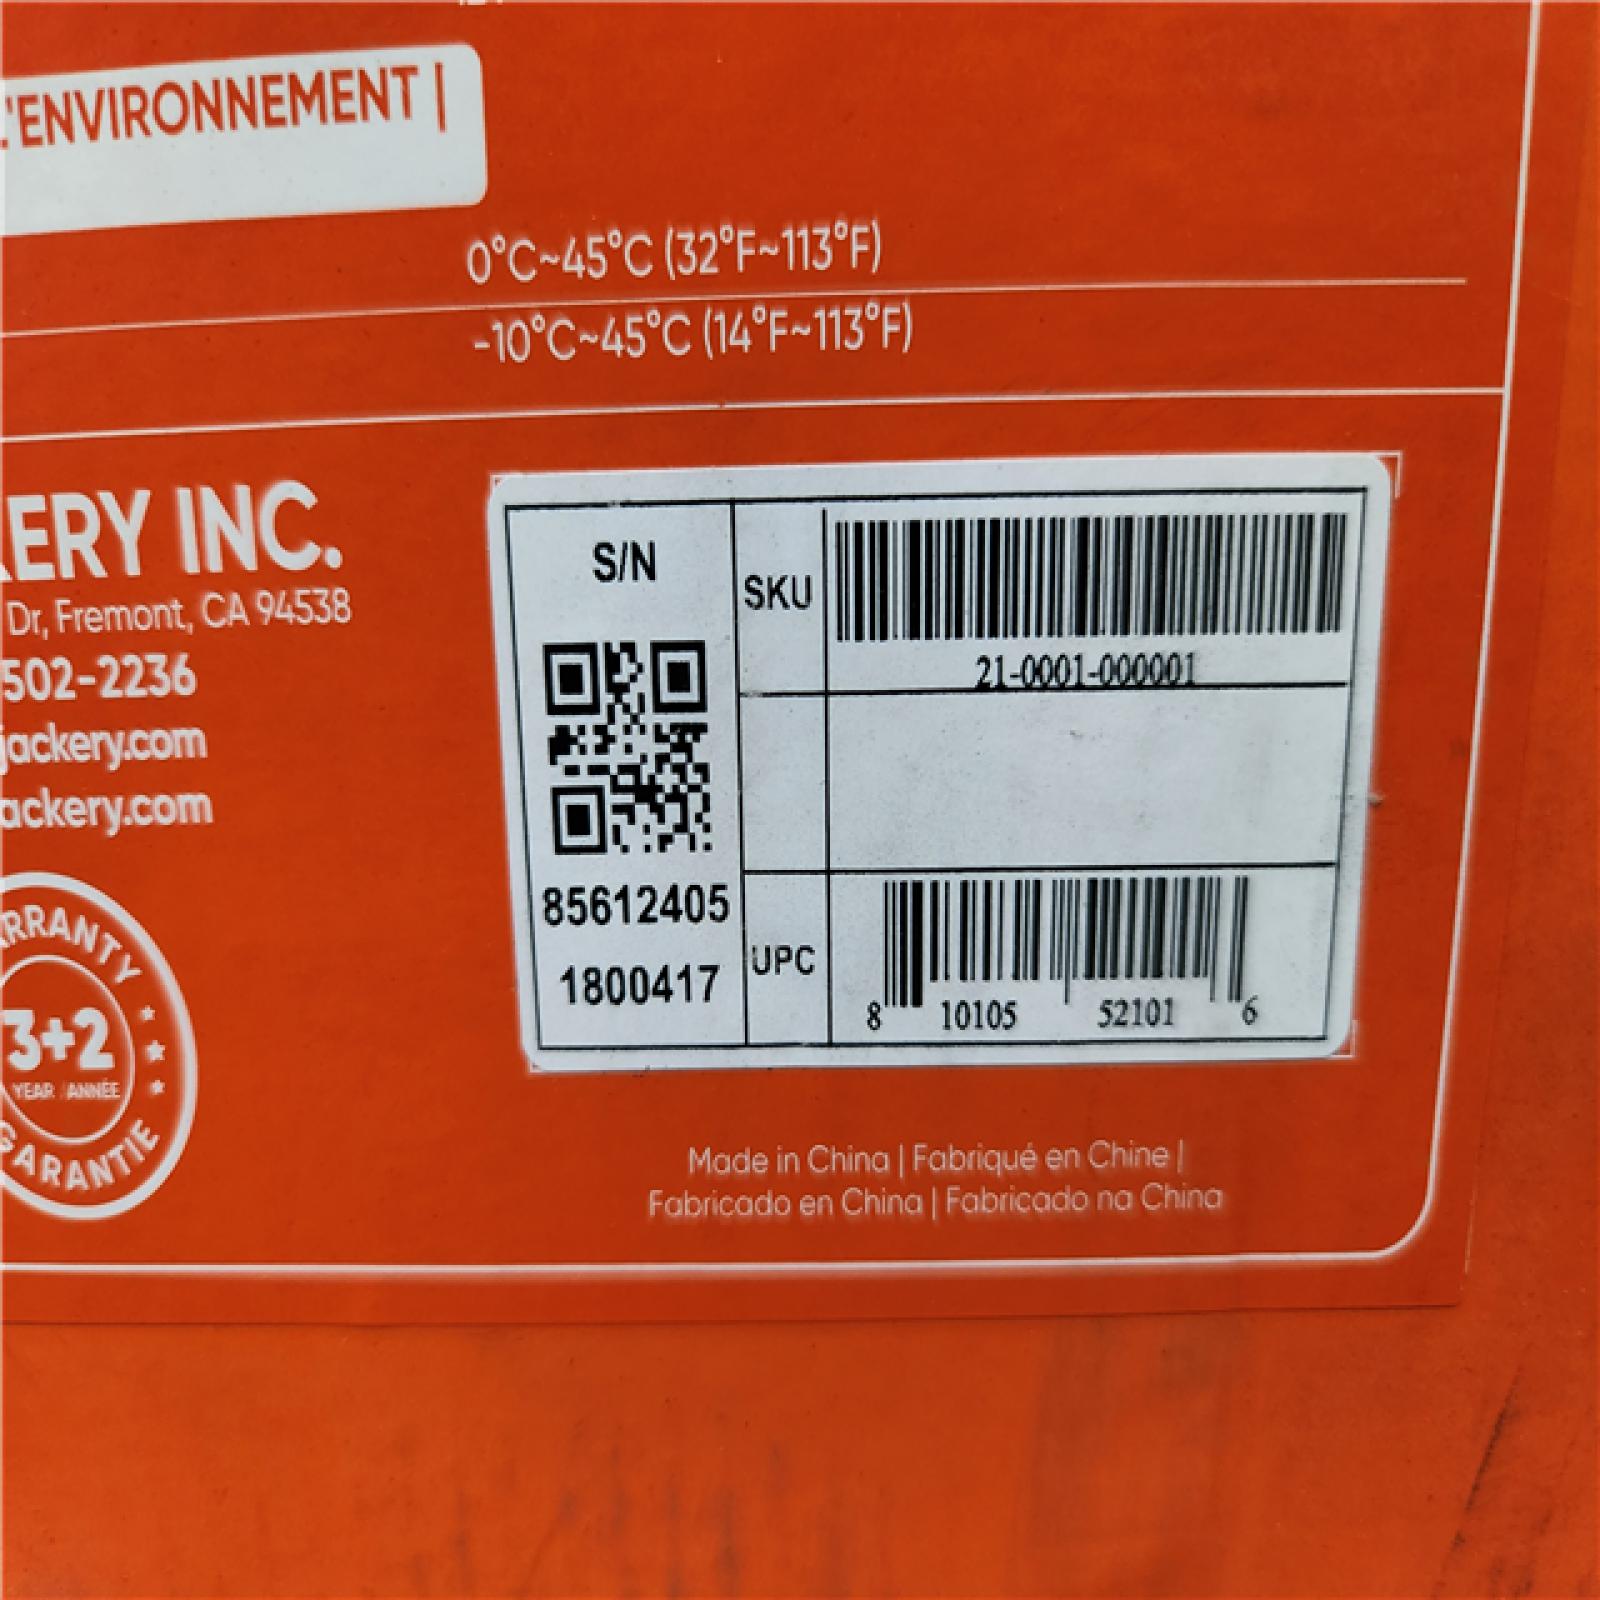 L'ENVIRONNEMENT |
0°C~45°C (32°F~113°F)
-10°C~45°C (14°F~113°F)
KERY INC.
Dr, Fremont, CA 94538
502-2236
jackery.com
ackery.com
RRANTY
3+2
YEAR ANNÉE
GARANTIE
S/N
85612405
1800417
SKU
21-0001-000001
UPC
8 10105 52101 6
Made in China | Fabriqué en Chine |
Fabricado en China | Fabricado na China